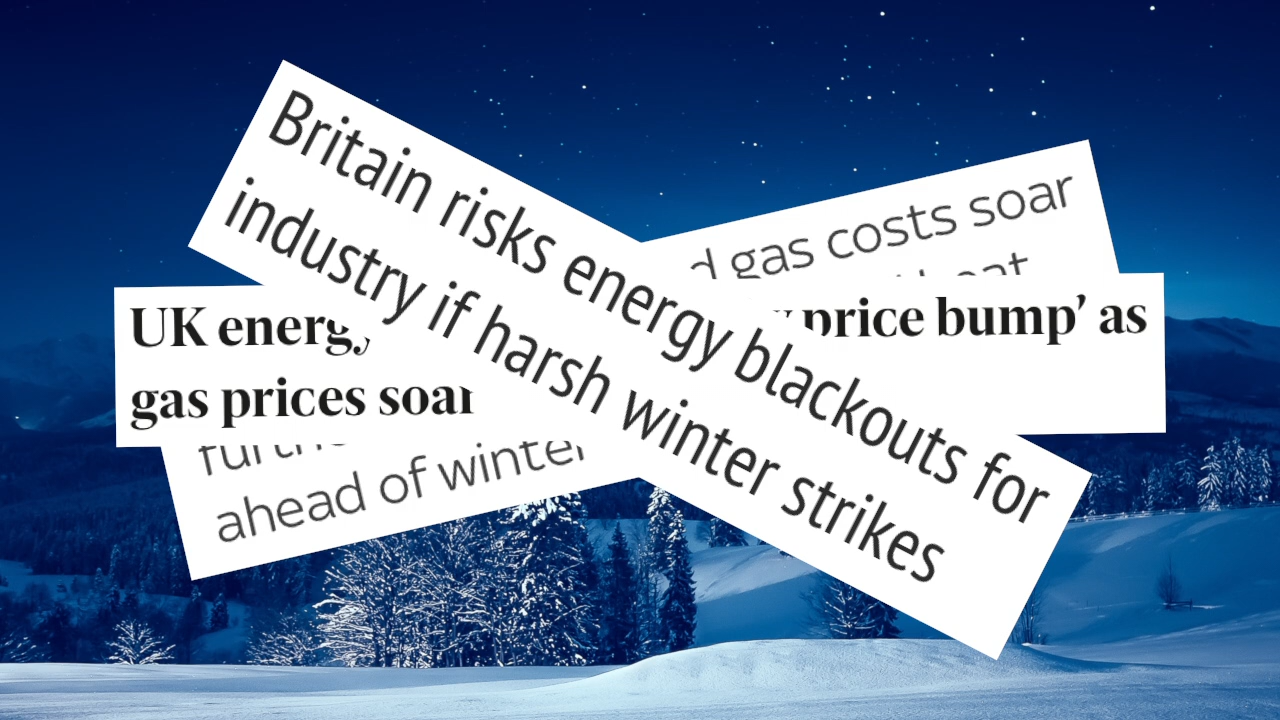 Britain risks energy blackouts for
industry if harsh winter strikes
gas costs soar
UK energy price bump’ as
gas prices soar
ahead of winter